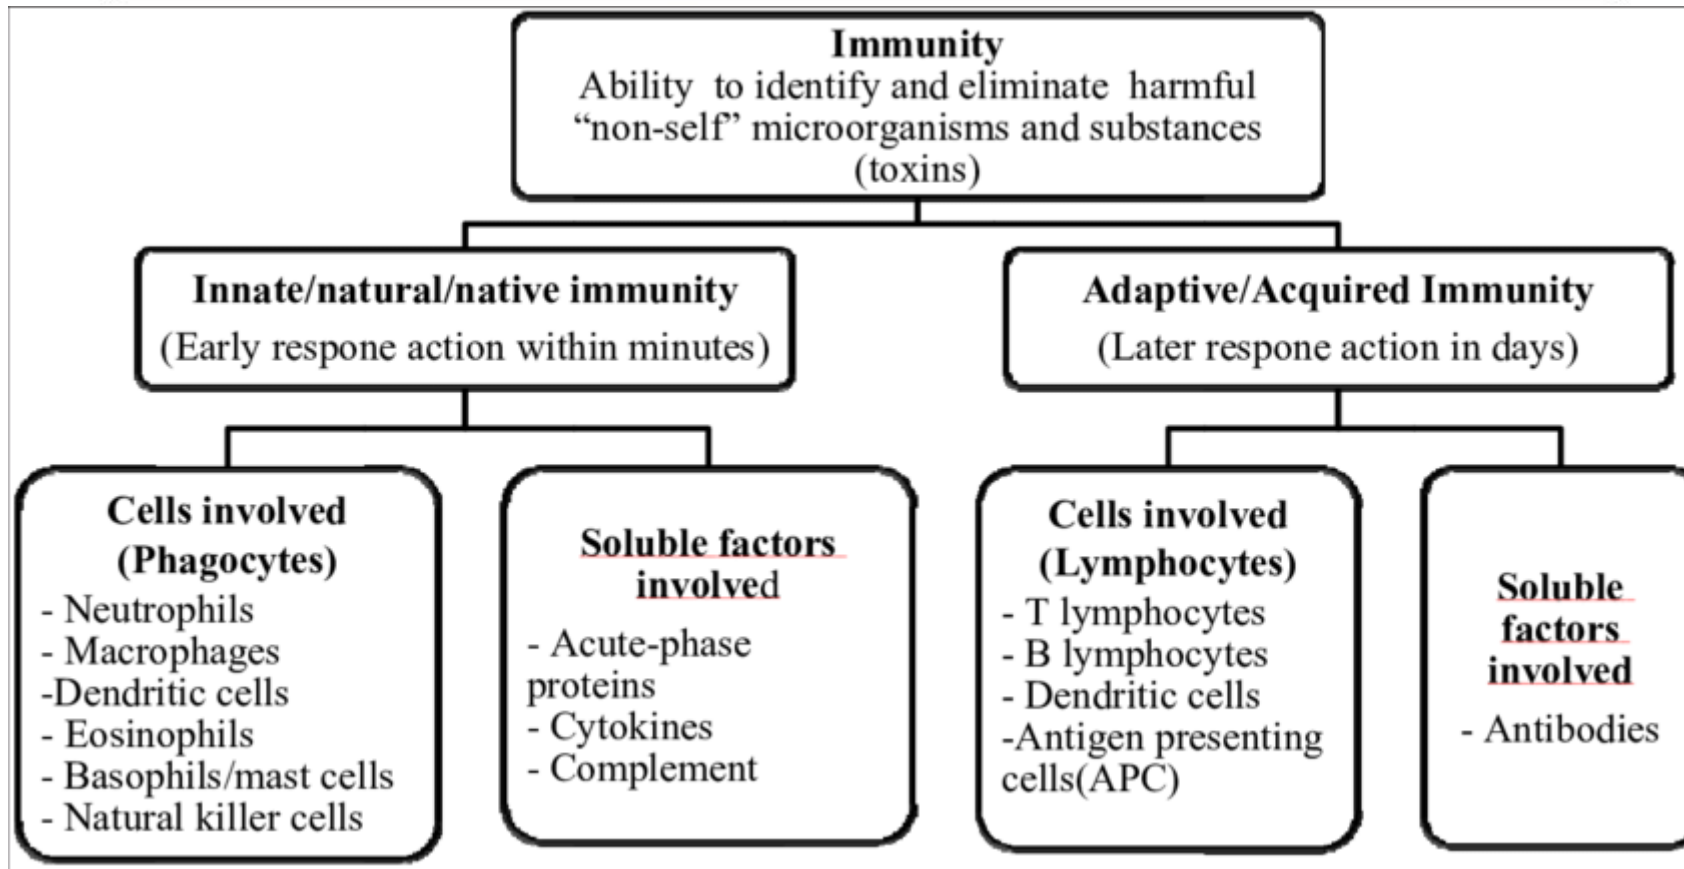 Immunity
Ability to identify and eliminate harmful
“non-self” microorganisms and substances
(toxins)
Innate/natural/native immunity
(Early respone action within minutes)
Adaptive/Acquired Immunity
(Later respone action in days)
Cells involved
(Phagocytes)
- Neutrophils
- Macrophages
-Dendritic cells
- Eosinophils
- Basophils/mast cells
- Natural killer cells
Soluble factors
involved
- Acute-phase
proteins
- Cytokines
- Complement
Cells involved
(Lymphocytes)
- T lymphocytes
- B lymphocytes
- Dendritic cells
-Antigen presenting
cells(APC)
Soluble
factors
involved
- Antibodies